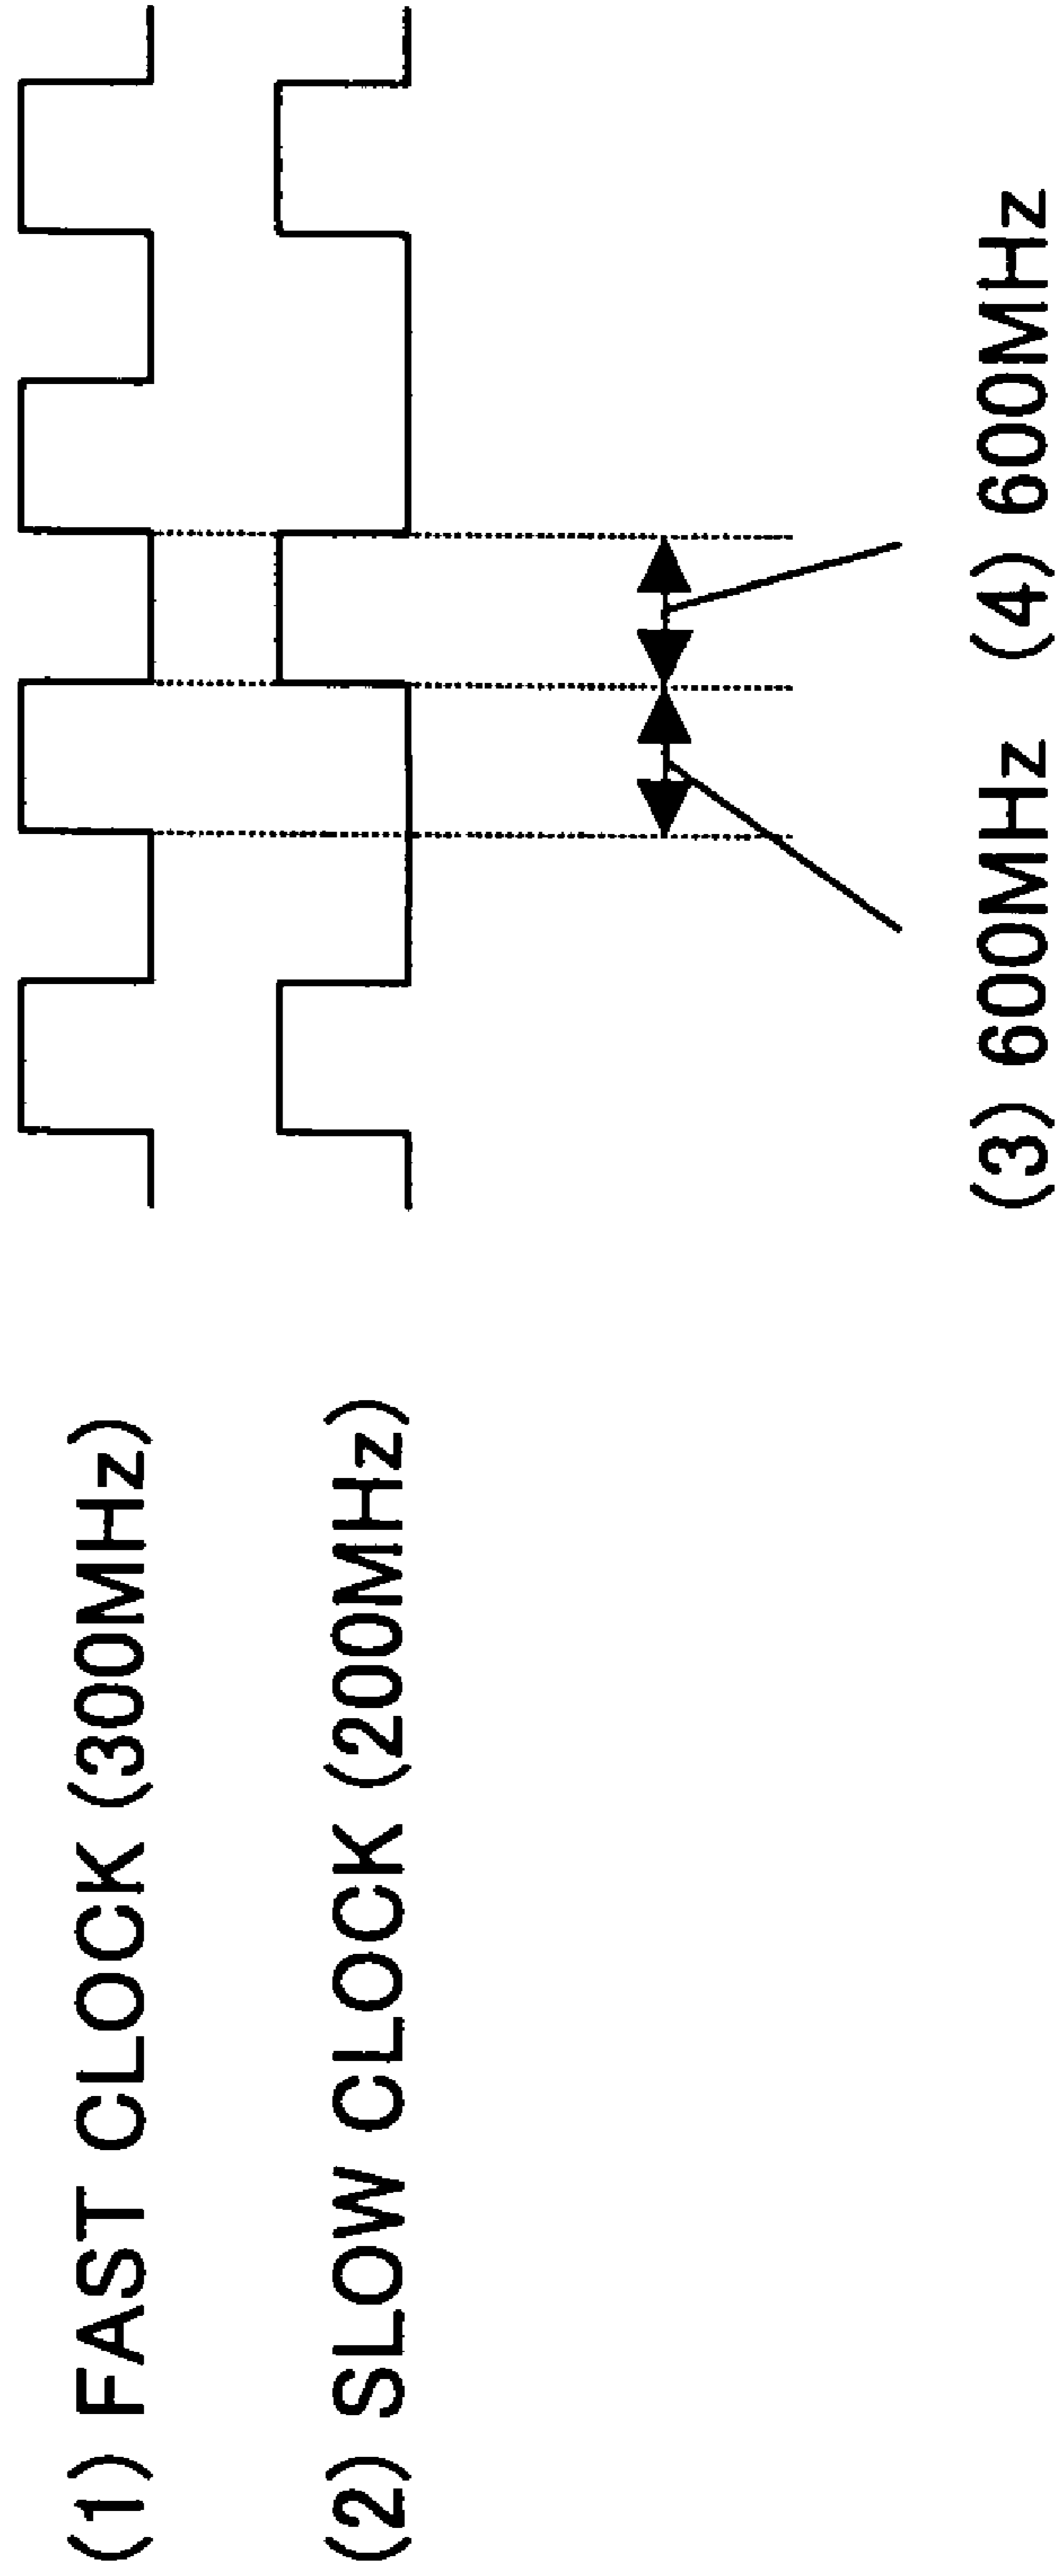 (1) FAST CLOCK (300MHz)
(2) SLOW CLOCK (200MHz)
(3) 600MHz (4) 600MHz